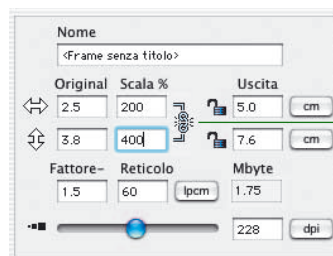 Nome
<Frame senza titolo>
Original Scala % Uscita
2.5 200 5.0 cm
3.8 400 7.6 cm
Fattore- Reticolo Mbyte
1.5 60 lpcm 1.75
228 dpi